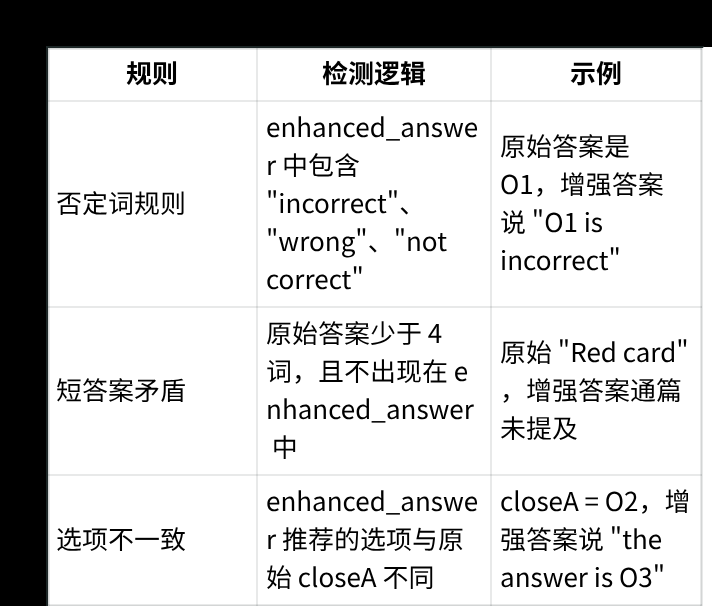 规则
检测逻辑
示例
否定词规则
enhanced_answe
r 中包含
"incorrect"、
"wrong"、"not
correct"
原始答案是
O1，增强答案
说 "O1 is
incorrect"
短答案矛盾
原始答案少于 4
词，且不出现在 e
nhanced_answer
中
原始 "Red card"
，增强答案通篇
未提及
选项不一致
enhanced_answe
r 推荐的选项与原
始 closeA 不同
closeA = O2，增
强答案说 "the
answer is O3"